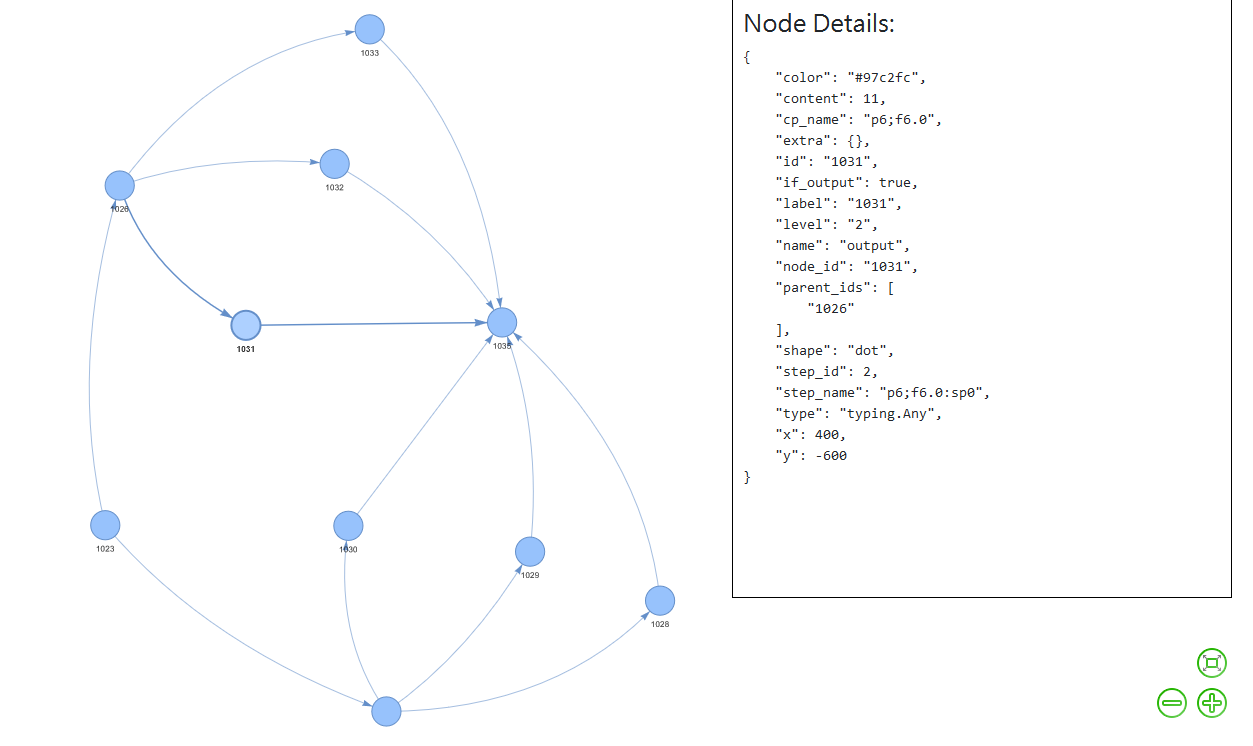 1033
1032
1026
1031
1035
1023
1030
1029
1028
Node Details:
{
    "color": "#97c2fc",
    "content": 11,
    "cp_name": "p6;f6.0",
    "extra": {},
    "id": "1031",
    "if_output": true,
    "label": "1031",
    "level": "2",
    "name": "output",
    "node_id": "1031",
    "parent_ids": [
        "1026"
    ],
    "shape": "dot",
    "step_id": 2,
    "step_name": "p6;f6.0:sp0",
    "type": "typing.Any",
    "x": 400,
    "y": -600
}